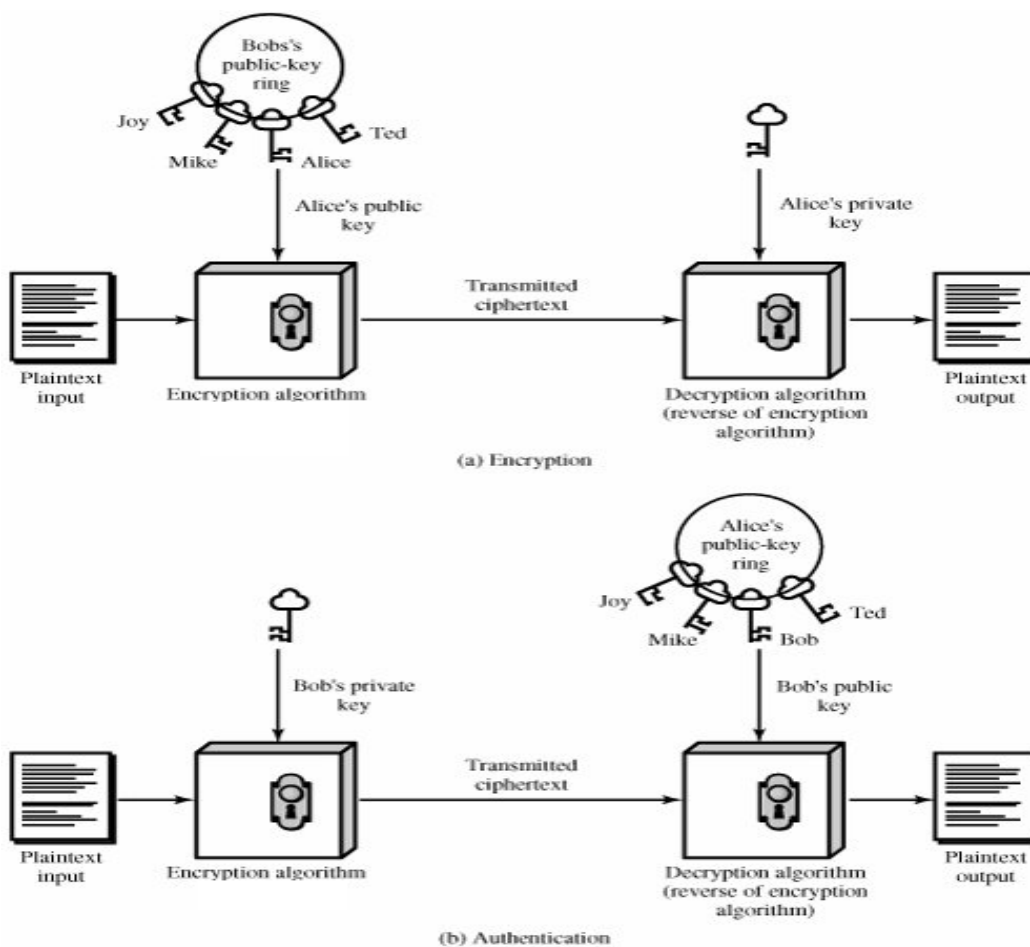 Bobs's
public-key
ring
Joy
Ted
Mike
Alice
Alice's public
key
Alice's private
key
Transmitted
ciphertext
Plaintext
input
Encryption algorithm
Decryption algorithm
(reverse of encryption
algorithm)
Plaintext
output
(a) Encryption
Alice's
public-key
ring
Joy
Ted
Mike
Bob
Bob's private
key
Bob's public
key
Transmitted
ciphertext
Plaintext
input
Encryption algorithm
Decryption algorithm
(reverse of encryption
algorithm)
Plaintext
output
(b) Authentication